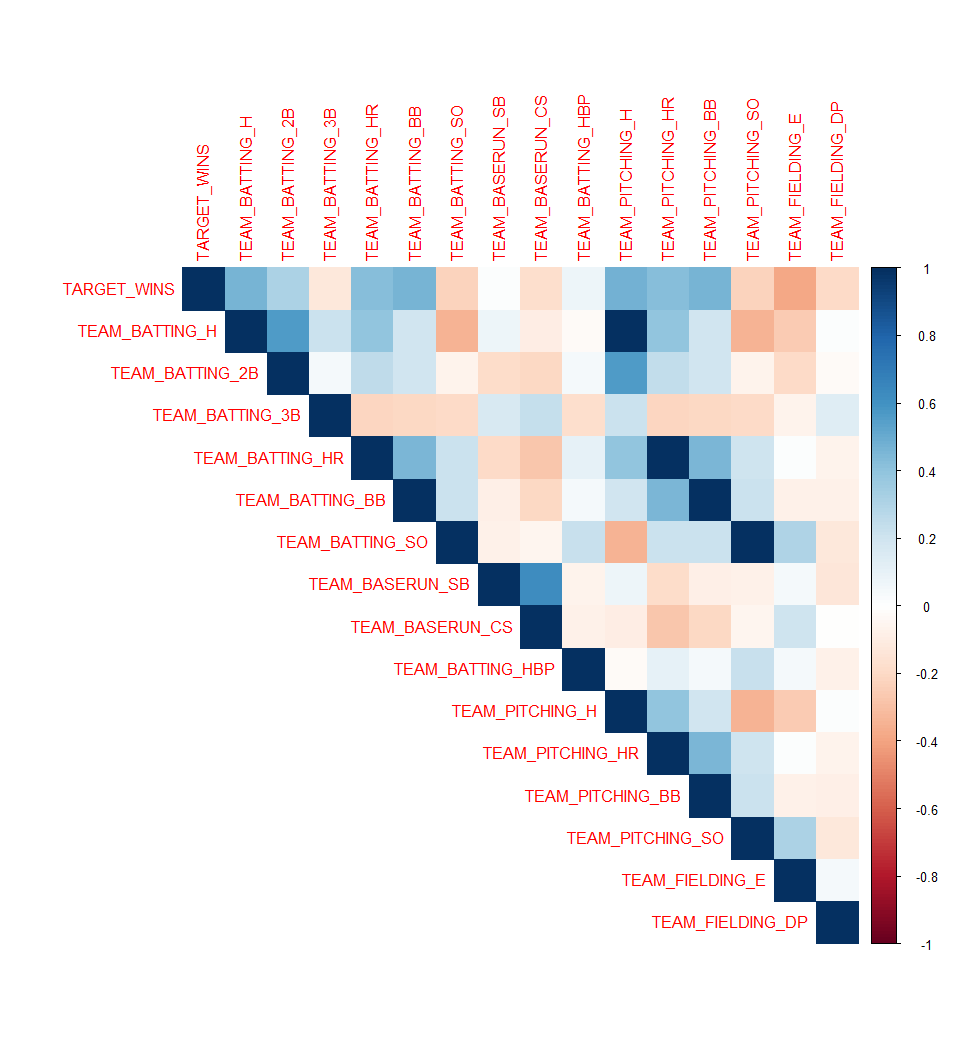 TARGET_WINS
TEAM_BATTING_H
TEAM_BATTING_2B
TEAM_BATTING_3B
TEAM_BATTING_HR
TEAM_BATTING_BB
TEAM_BATTING_SO
TEAM_BASERUN_SB
TEAM_BASERUN_CS
TEAM_BATTING_HBP
TEAM_PITCHING_H
TEAM_PITCHING_HR
TEAM_PITCHING_BB
TEAM_PITCHING_SO
TEAM_FIELDING_E
TEAM_FIELDING_DP
TARGET_WINS
TEAM_BATTING_H
TEAM_BATTING_2B
TEAM_BATTING_3B
TEAM_BATTING_HR
TEAM_BATTING_BB
TEAM_BATTING_SO
TEAM_BASERUN_SB
TEAM_BASERUN_CS
TEAM_BATTING_HBP
TEAM_PITCHING_H
TEAM_PITCHING_HR
TEAM_PITCHING_BB
TEAM_PITCHING_SO
TEAM_FIELDING_E
TEAM_FIELDING_DP
1
0.8
0.6
0.4
0.2
0
-0.2
-0.4
-0.6
-0.8
-1